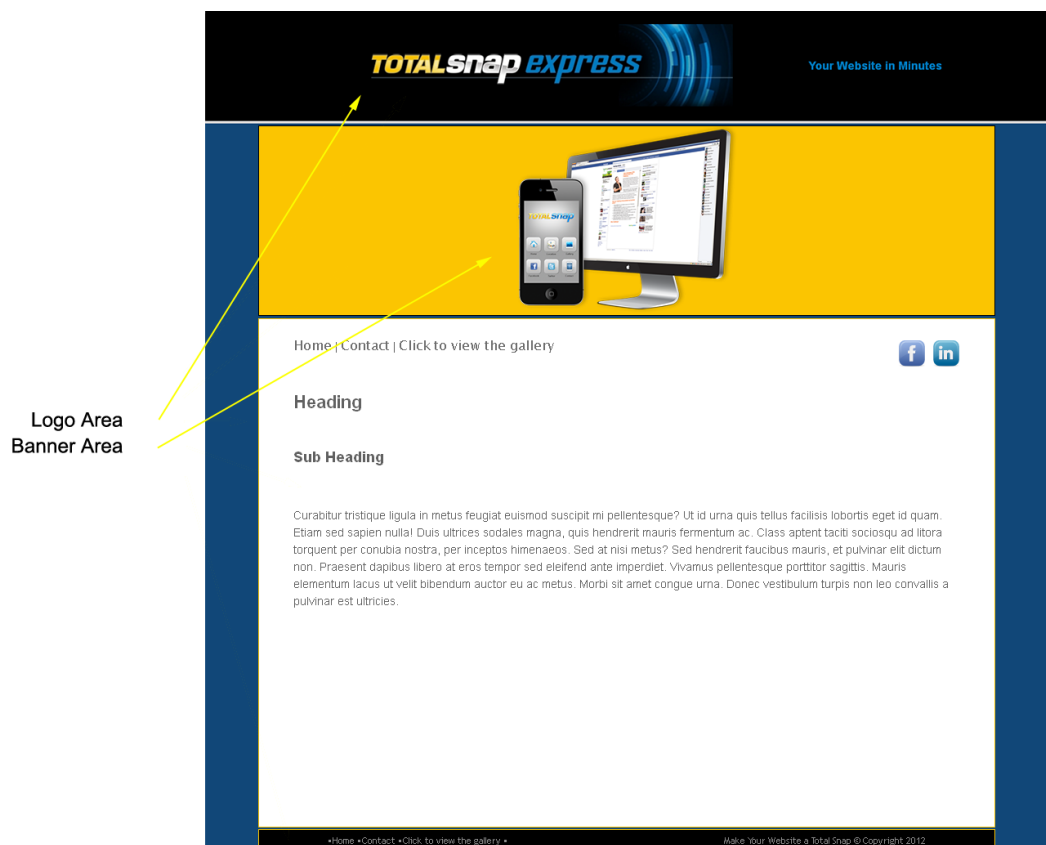 TOTALsnap express
Your Website in Minutes
TOTALsnap
Home | Contact | Click to view the gallery
f in
Logo Area
Banner Area
Heading
Sub Heading
Curabitur tristique ligula in metus feugiat euismod suscipit mi pellentesque? Ut id urna quis tellus facilisis lobortis eget id quam.
Etiam sed sapien nulla! Duis ultrices sodales magna, quis hendrerit mauris fermentum ac. Class aptent taciti sociosqu ad litora
torquent per conubia nostra, per inceptos himenaeos. Sed at nisi metus? Sed hendrerit faucibus mauris, et pulvinar elit dictum
non. Praesent dapibus libero at eros tempor sed eleifend ante imperdiet. Vivamus pellentesque porttitor sagittis. Mauris
elementum lacus ut velit bibendum auctor eu ac metus. Morbi sit amet congue urna. Donec vestibulum turpis non leo convallis a
pulvinar est ultricies.
•Home •Contact •Click to view the gallery •
Make Your Website a Total Snap © Copyright 2012